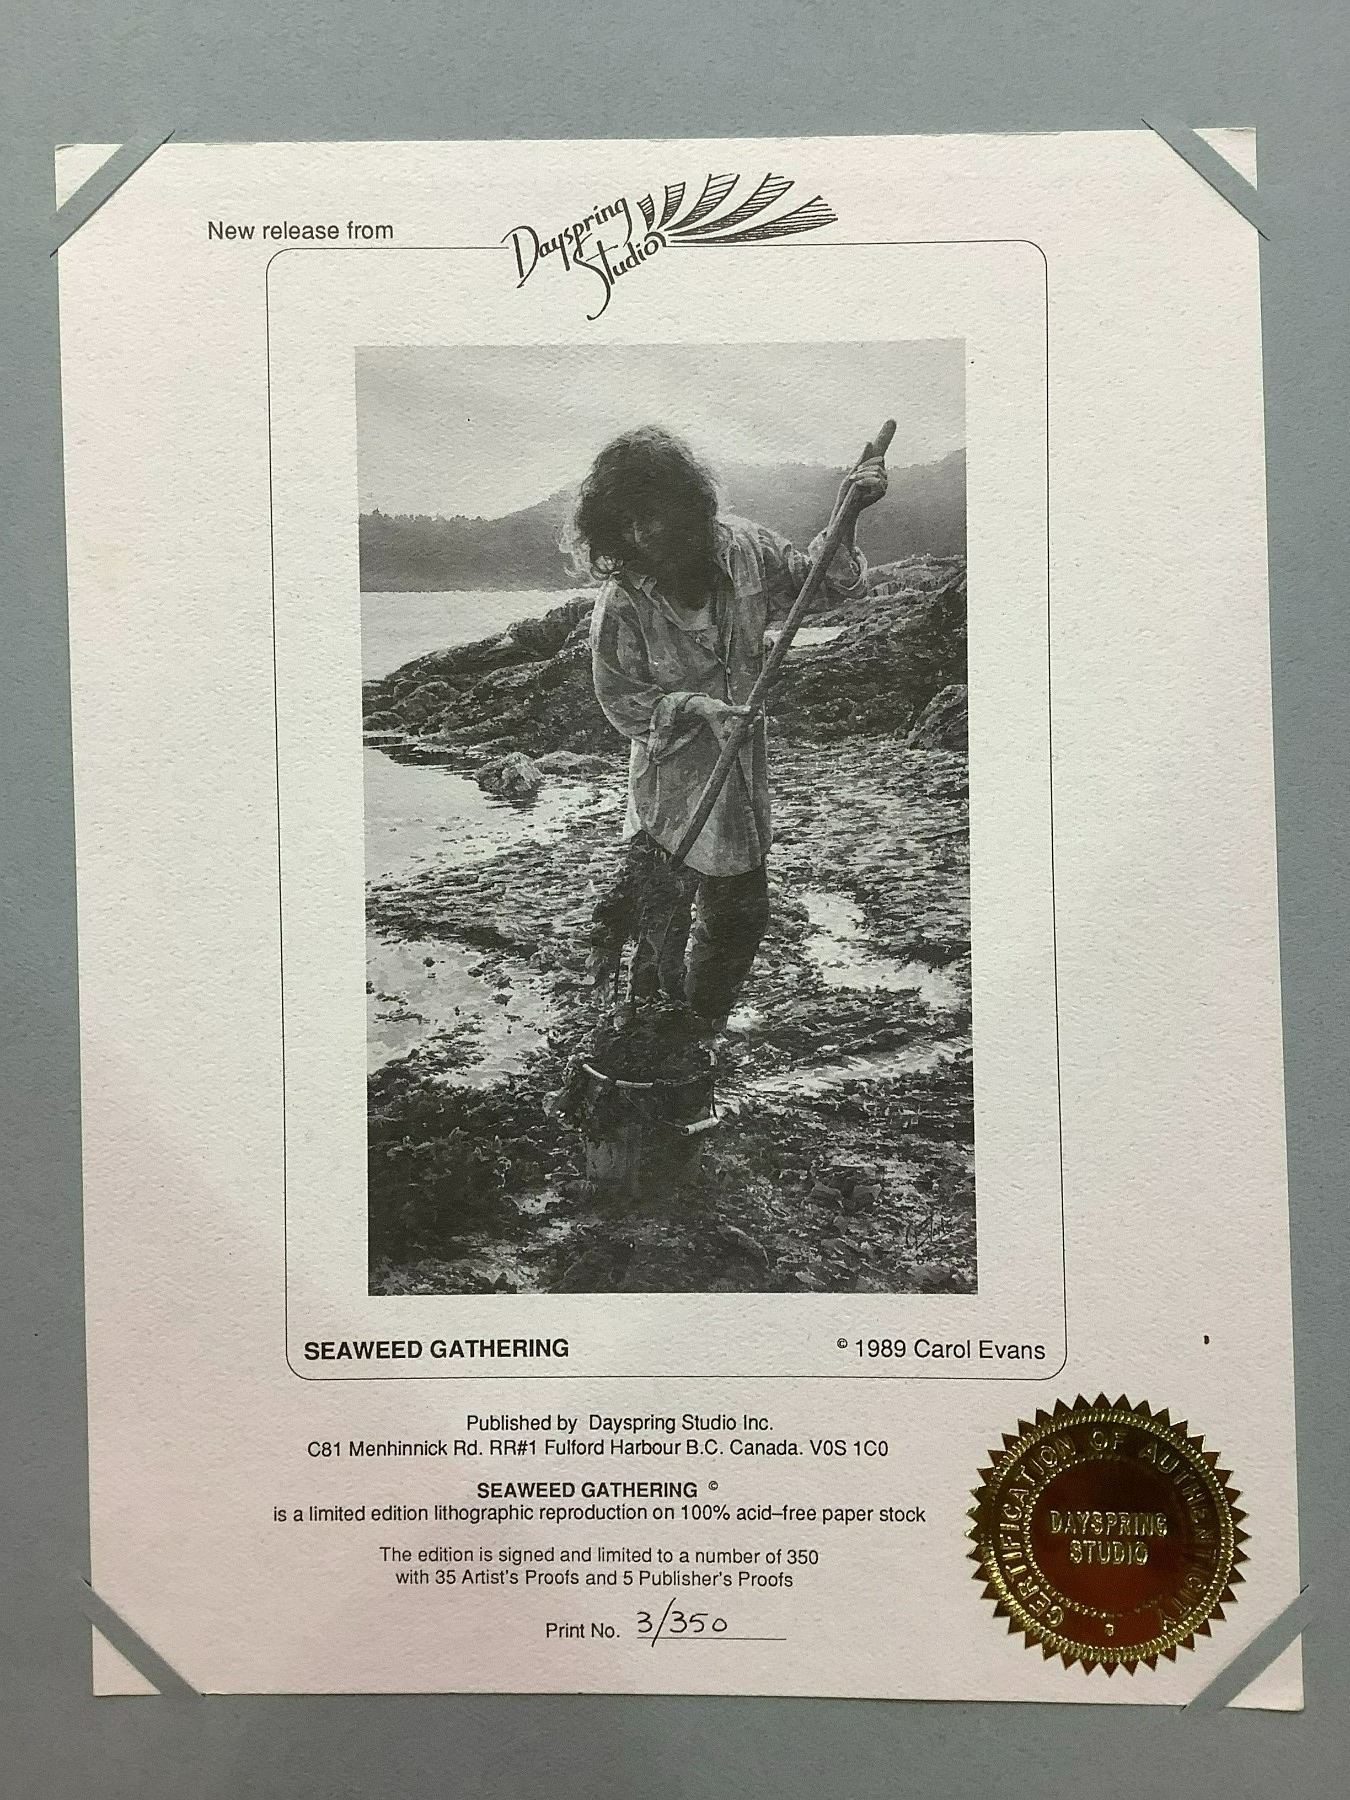 New release from
Dayspring
Studio
SEAWEED GATHERING
© 1989 Carol Evans
Published by Dayspring Studio Inc.
C81 Menhinnick Rd. RR#1 Fulford Harbour B.C. Canada. V0S 1C0
SEAWEED GATHERING ©
is a limited edition lithographic reproduction on 100% acid–free paper stock
The edition is signed and limited to a number of 350
with 35 Artist's Proofs and 5 Publisher's Proofs
Print No. 3/350
CERTIFICATION OF AUTHENTICITY
DAYSPRING
STUDIO